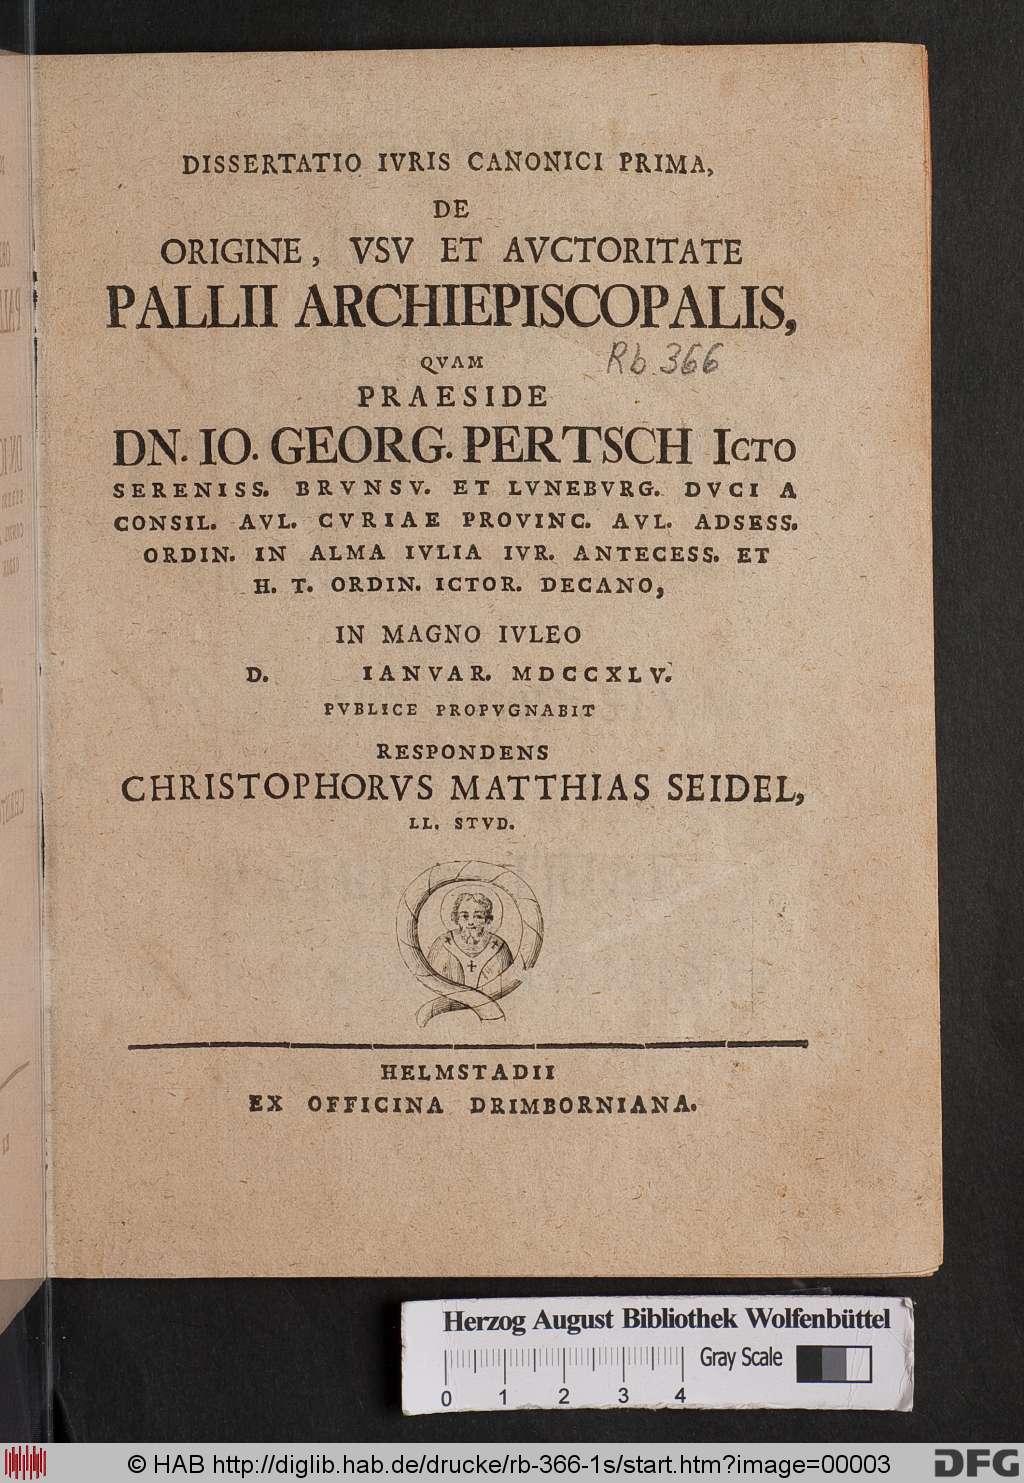 DISSERTATIO IVRIS CANONICI PRIMA,
DE
ORIGINE, VSV ET AVCTORITATE
PALLII ARCHIEPISCOPALIS,
Rb. 366
QVAM
PRAESIDE
DN. IO. GEORG. PERTSCH ICTO
SERENISS. BRVNSV. ET LVNEBVRG. DVCI A
CONSIL. AVL. CVRIAE PROVINC. AVL. ADSESS.
ORDIN. IN ALMA IVLIA IVR. ANTECESS. ET
H. T. ORDIN. ICTOR. DECANO,
IN MAGNO IVLEO
D. IANVAR. MDCCXLV.
PVBLICE PROPVGNABIT
RESPONDENS
CHRISTOPHORVS MATTHIAS SEIDEL,
LL. STVD.
HELMSTADII
EX OFFICINA DRIMBORNIANA.
Herzog August Bibliothek Wolfenbüttel
Gray Scale
0 1 2 3 4
© HAB http://diglib.hab.de/drucke/rb-366-1s/start.htm?image=00003
DFG